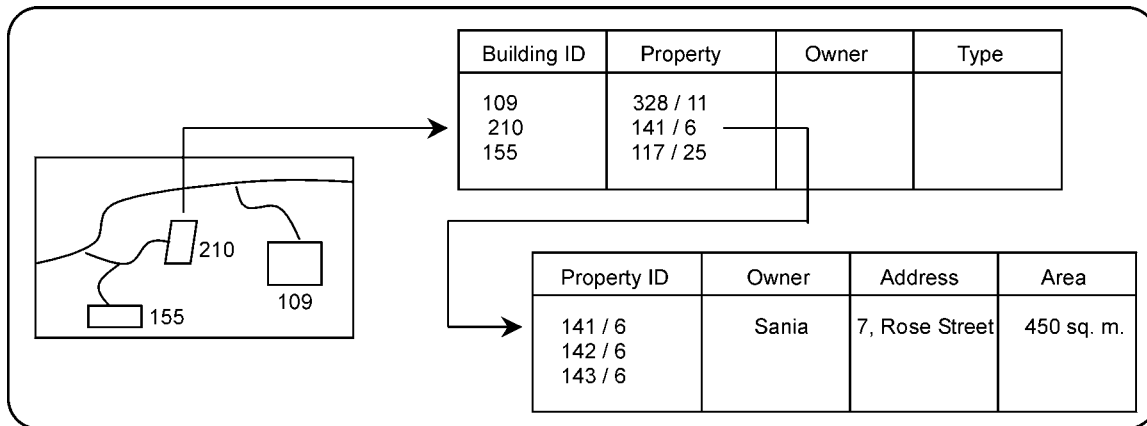 Building ID Property Owner Type
109 328 / 11
210 141 / 6
155 117 / 25
210
109
155
Property ID Owner Address Area
141 / 6 Sania 7, Rose Street 450 sq. m.
142 / 6
143 / 6